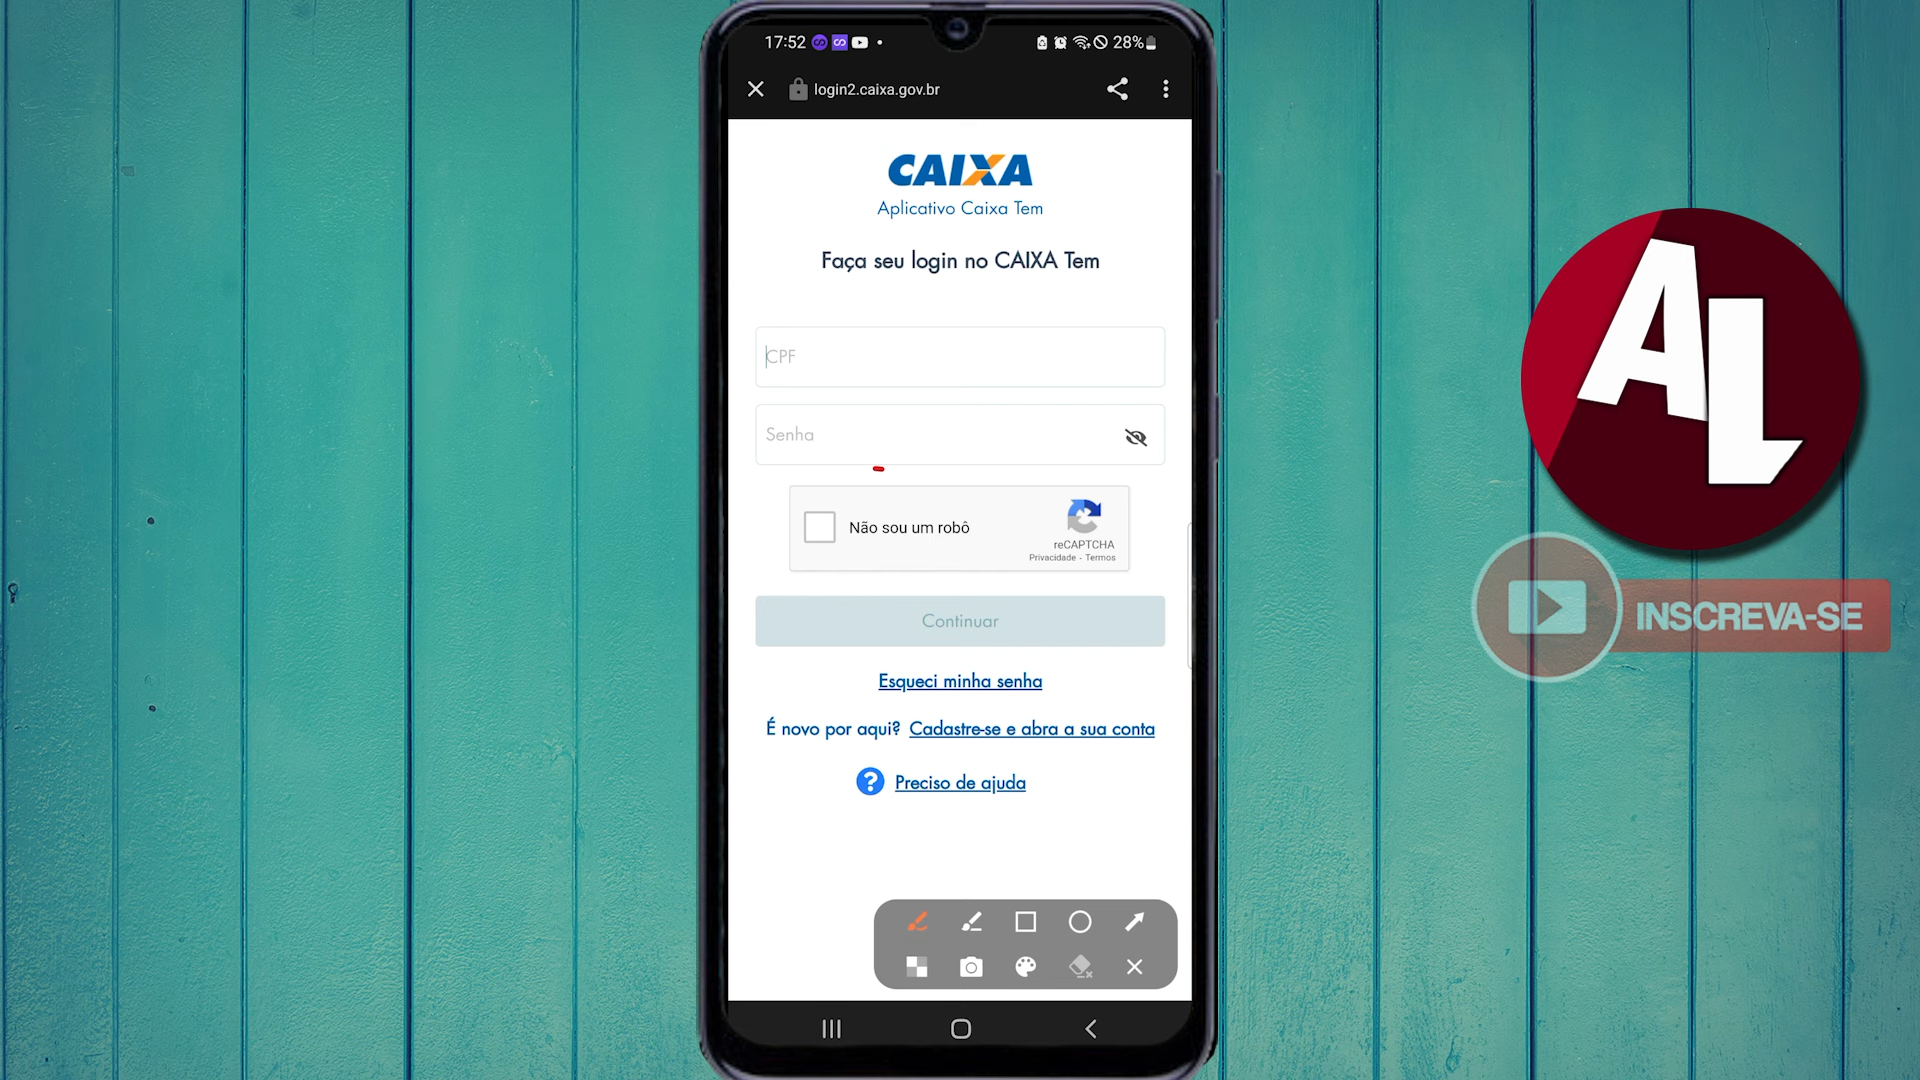 17:52
28%
login2.caixa.gov.br
CAIXA
Aplicativo Caixa Tem
Faça seu login no CAIXA Tem
CPF
Senha
Não sou um robô
reCAPTCHA
Privacidade - Termos
Continuar
Esqueci minha senha
É novo por aqui? Cadastre-se e abra a sua conta
? Preciso de ajuda
AL
INSCREVA-SE